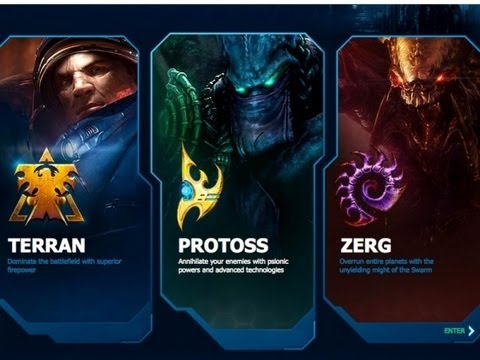 TERRAN
Dominate the battlefield with superior
firepower
PROTOSS
Annihilate your enemies with psionic
powers and advanced technologies
ZERG
Overrun entire planets with the
unyielding might of the Swarm
ENTER